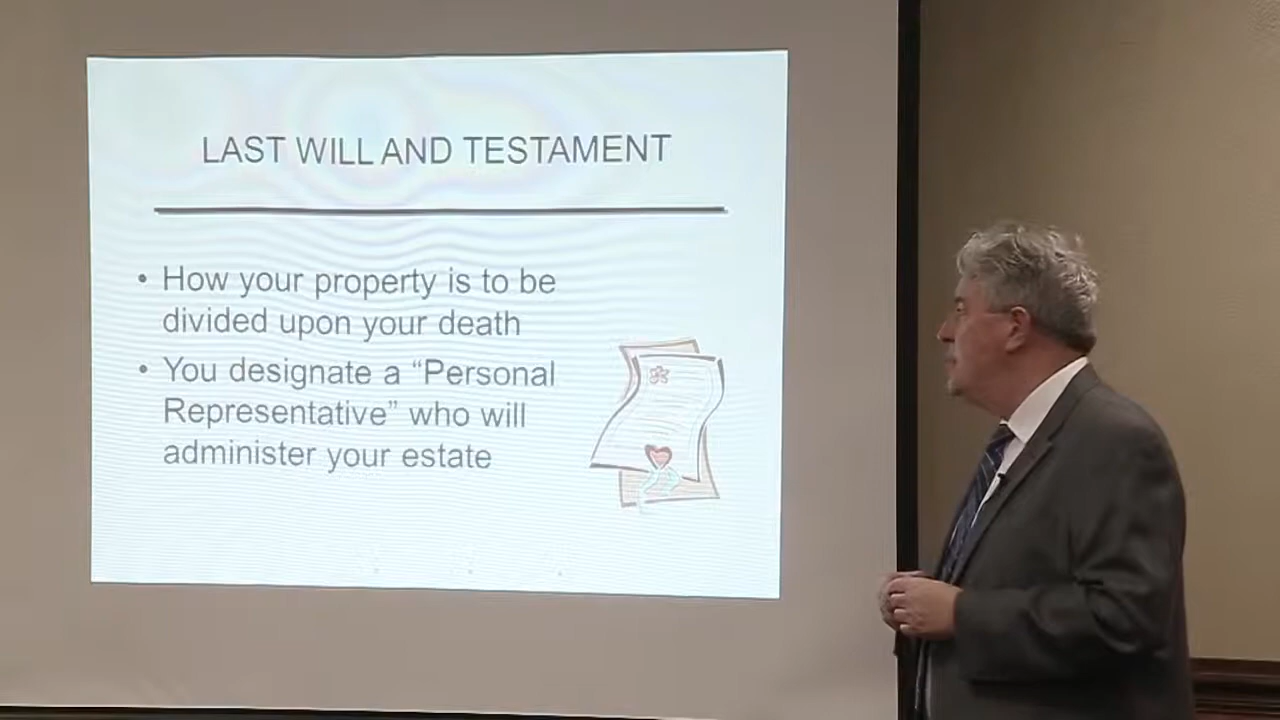 LAST WILL AND TESTAMENT
• How your property is to be
divided upon your death
• You designate a “Personal
Representative” who will
administer your estate